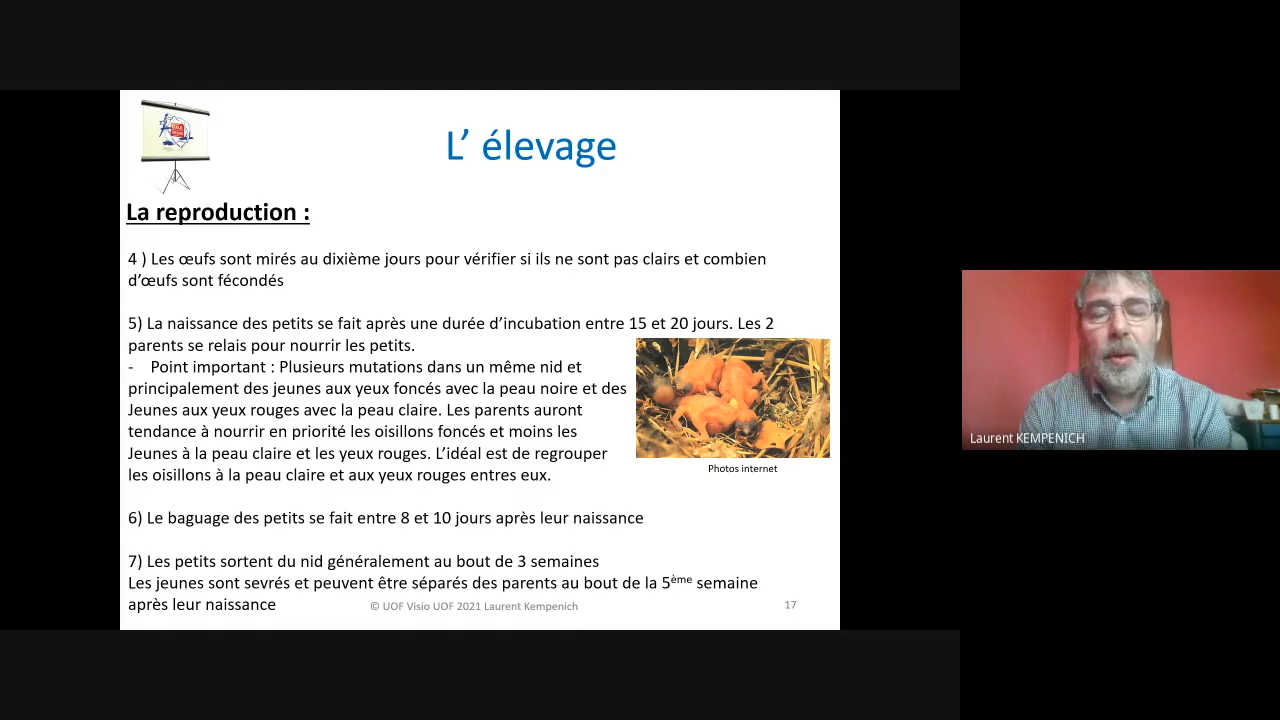 L’ élevage
La reproduction :
4 ) Les œufs sont mirés au dixième jours pour vérifier si ils ne sont pas clairs et combien
d’œufs sont fécondés
5) La naissance des petits se fait après une durée d’incubation entre 15 et 20 jours. Les 2
parents se relais pour nourrir les petits.
- Point important : Plusieurs mutations dans un même nid et
principalement des jeunes aux yeux foncés avec la peau noire et des
Jeunes aux yeux rouges avec la peau claire. Les parents auront
tendance à nourrir en priorité les oisillons foncés et moins les
Jeunes à la peau claire et les yeux rouges. L’idéal est de regrouper
les oisillons à la peau claire et aux yeux rouges entres eux.
Photos internet
6) Le baguage des petits se fait entre 8 et 10 jours après leur naissance
7) Les petits sortent du nid généralement au bout de 3 semaines
Les jeunes sont sevrés et peuvent être séparés des parents au bout de la 5ème semaine
après leur naissance
© UOF Visio UOF 2021 Laurent Kempenich
17
Laurent KEMPENICH